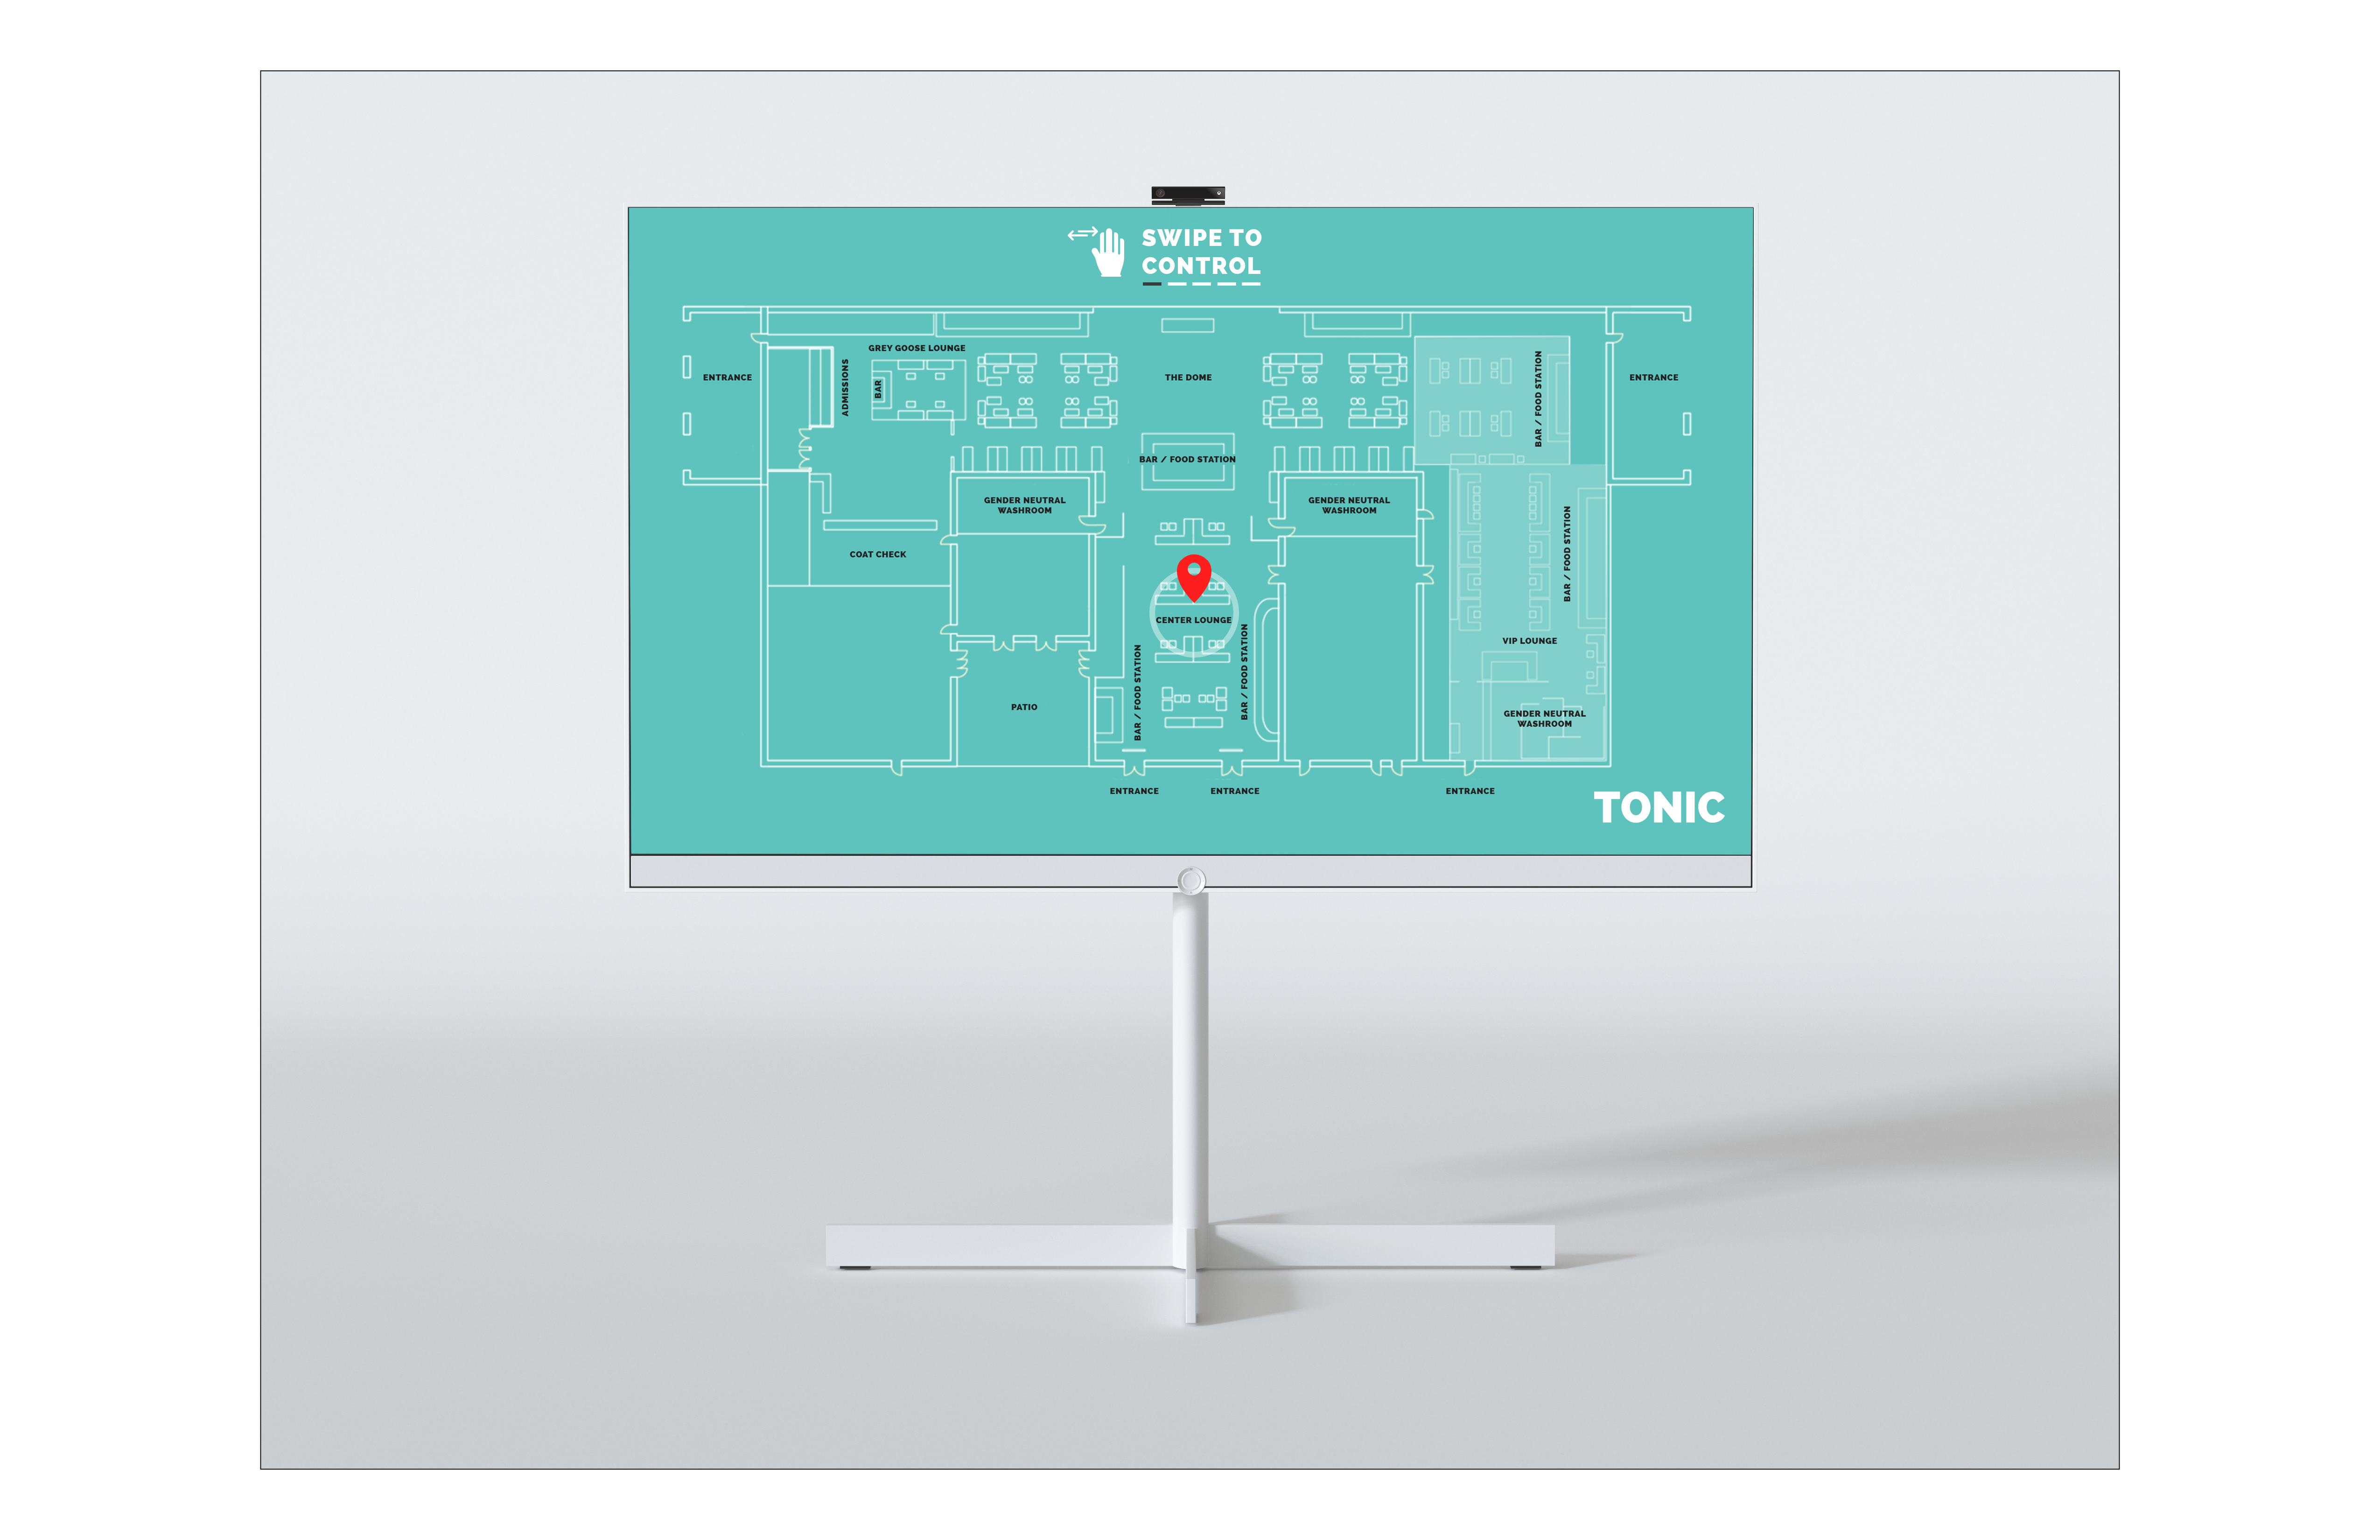 SWIPE TO
CONTROL
GREY GOOSE LOUNGE
ENTRANCE
ADMISSIONS
BAR
THE DOME
BAR / FOOD STATION
ENTRANCE
BAR / FOOD STATION
GENDER NEUTRAL
WASHROOM
GENDER NEUTRAL
WASHROOM
COAT CHECK
BAR / FOOD STATION
CENTER LOUNGE
VIP LOUNGE
BAR / FOOD STATION
BAR / FOOD STATION
PATIO
GENDER NEUTRAL
WASHROOM
ENTRANCE
ENTRANCE
ENTRANCE
TONIC